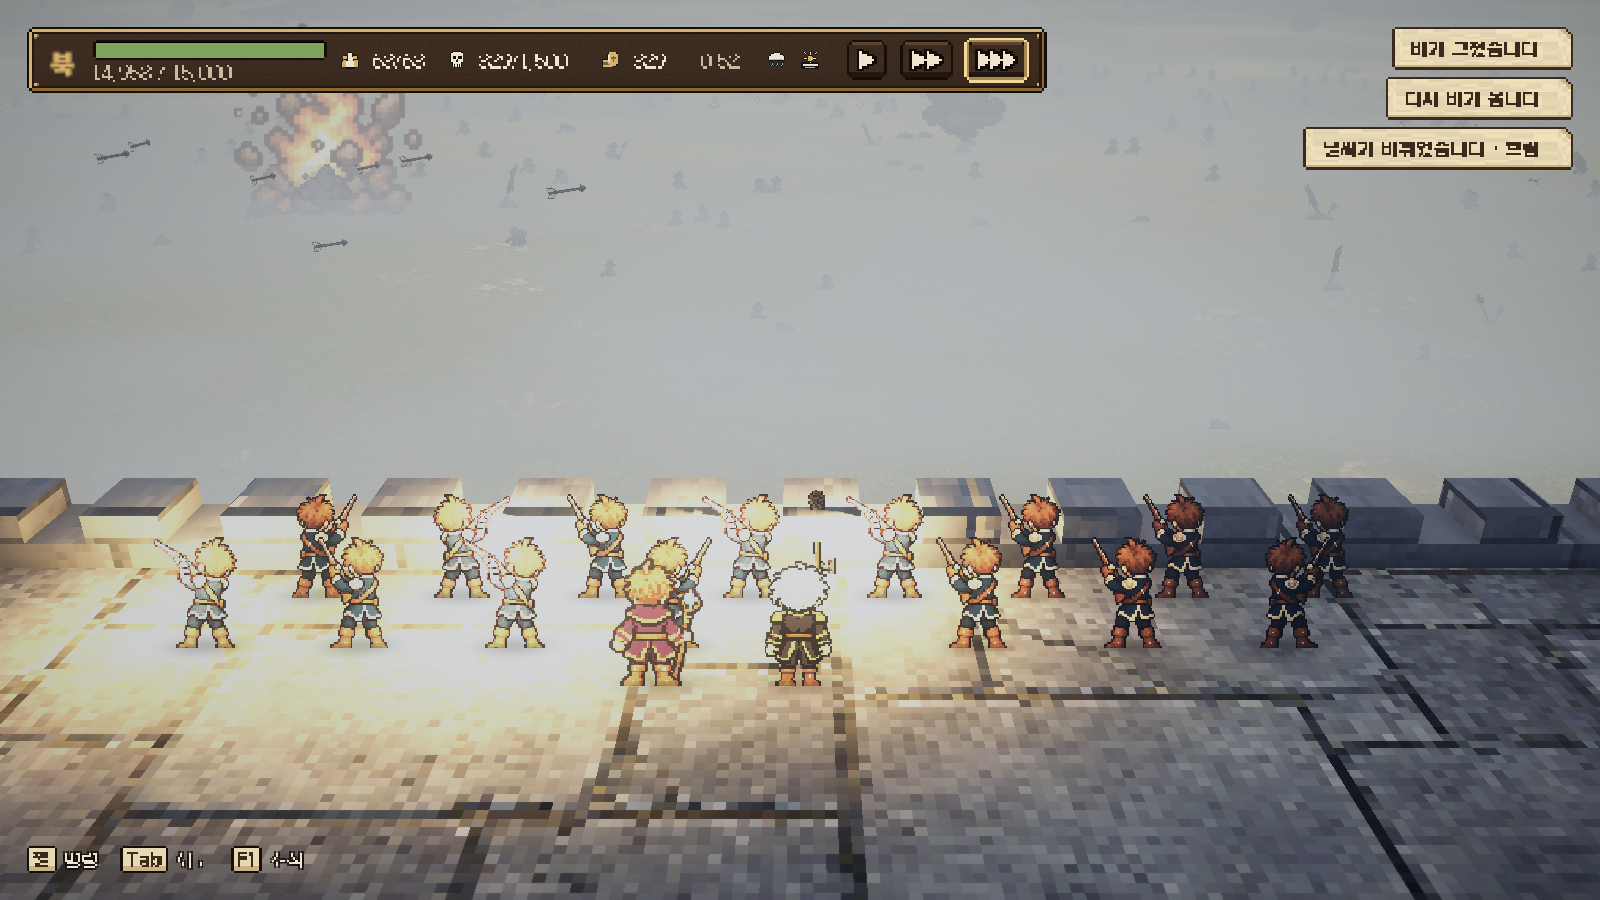 북
14,958 / 15,000
68/68
327/1,500
327
0:52
비가 그쳤습니다
다시 비가 옵니다
날씨가 바뀌었습니다 · 흐림
Tab
F1